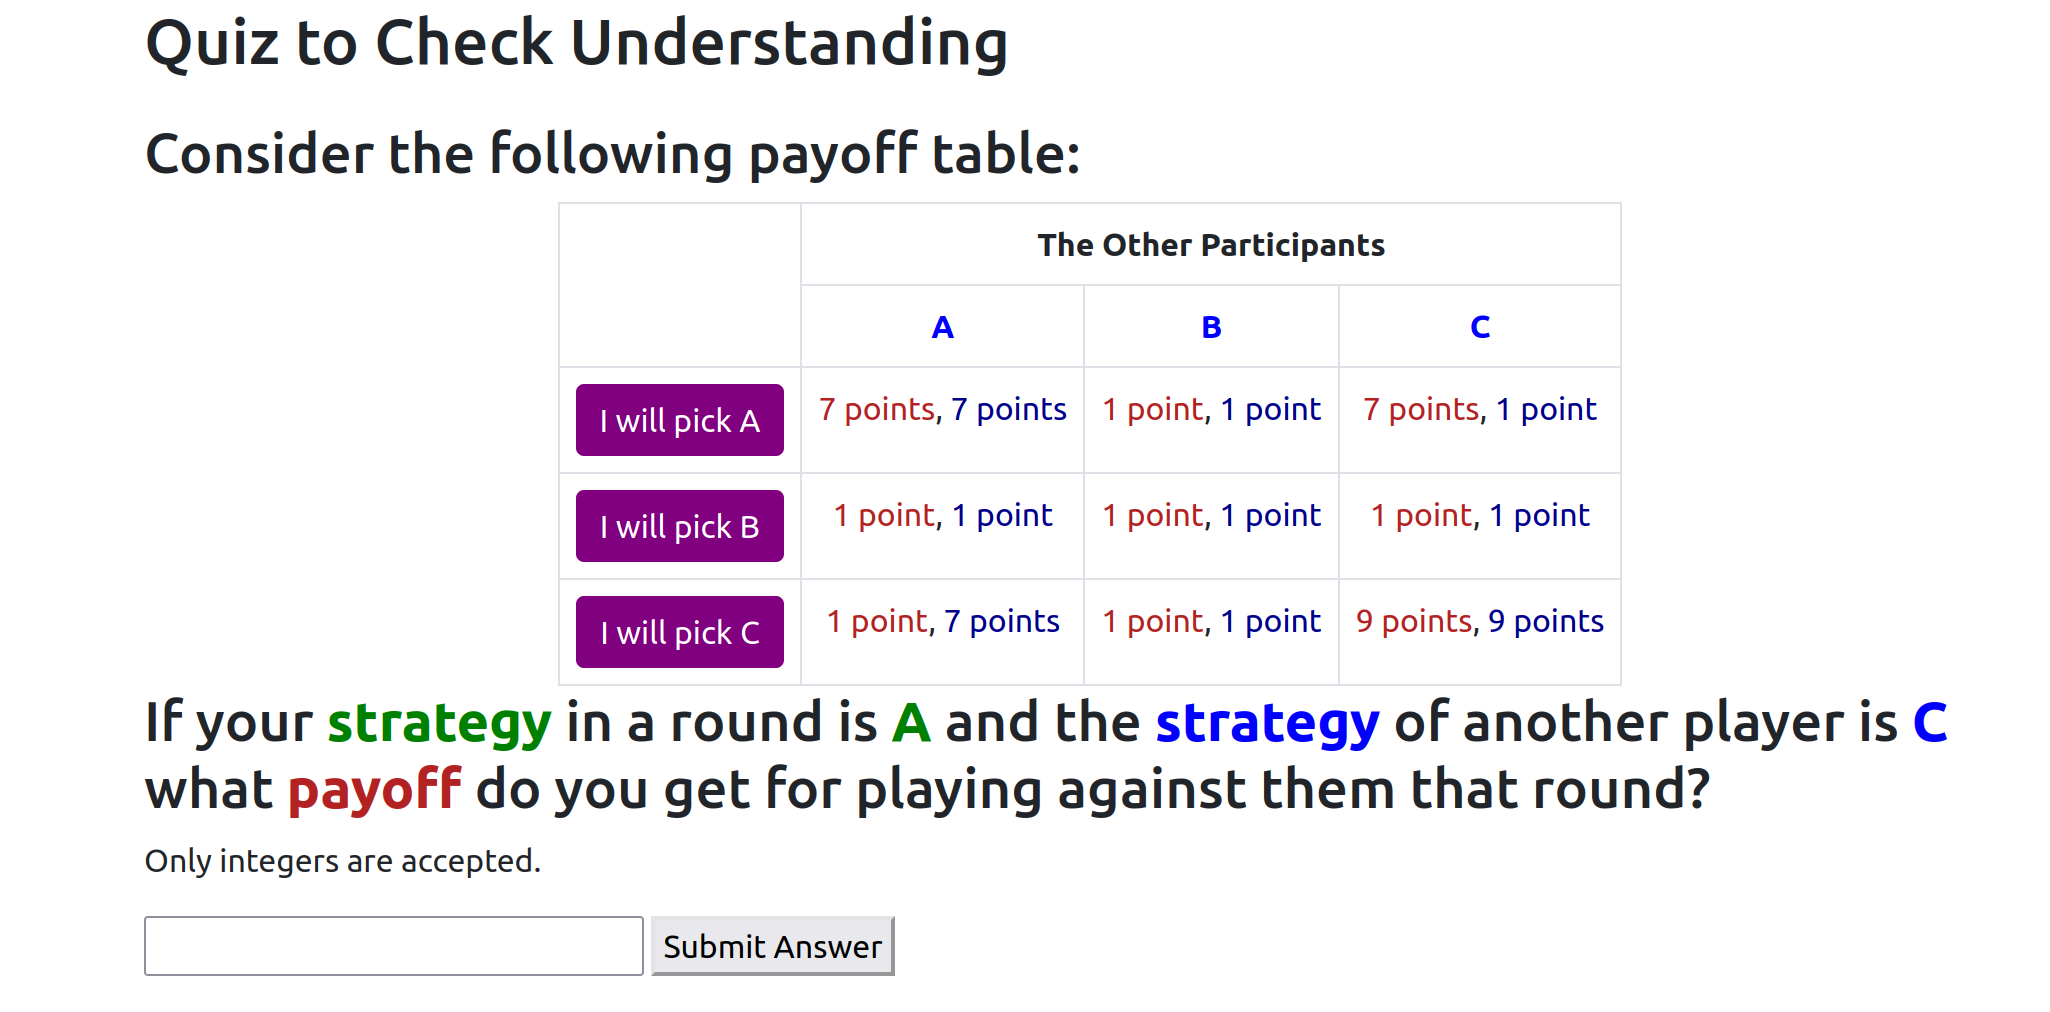 Quiz to Check Understanding
Consider the following payoff table:
The Other Participants
A B C
I will pick A 7 points, 7 points 1 point, 1 point 7 points, 1 point
I will pick B 1 point, 1 point 1 point, 1 point 1 point, 1 point
I will pick C 1 point, 7 points 1 point, 1 point 9 points, 9 points
If your strategy in a round is A and the strategy of another player is C
what payoff do you get for playing against them that round?
Only integers are accepted.
Submit Answer